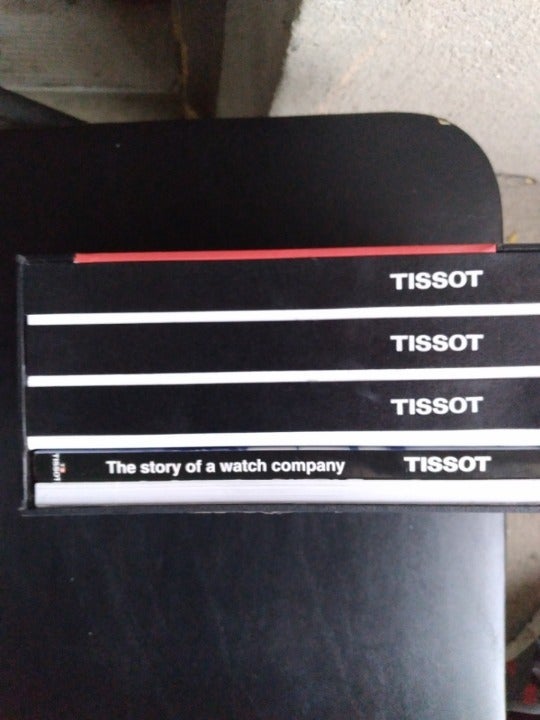 TISSOT
TISSOT
TISSOT
The story of a watch company TISSOT